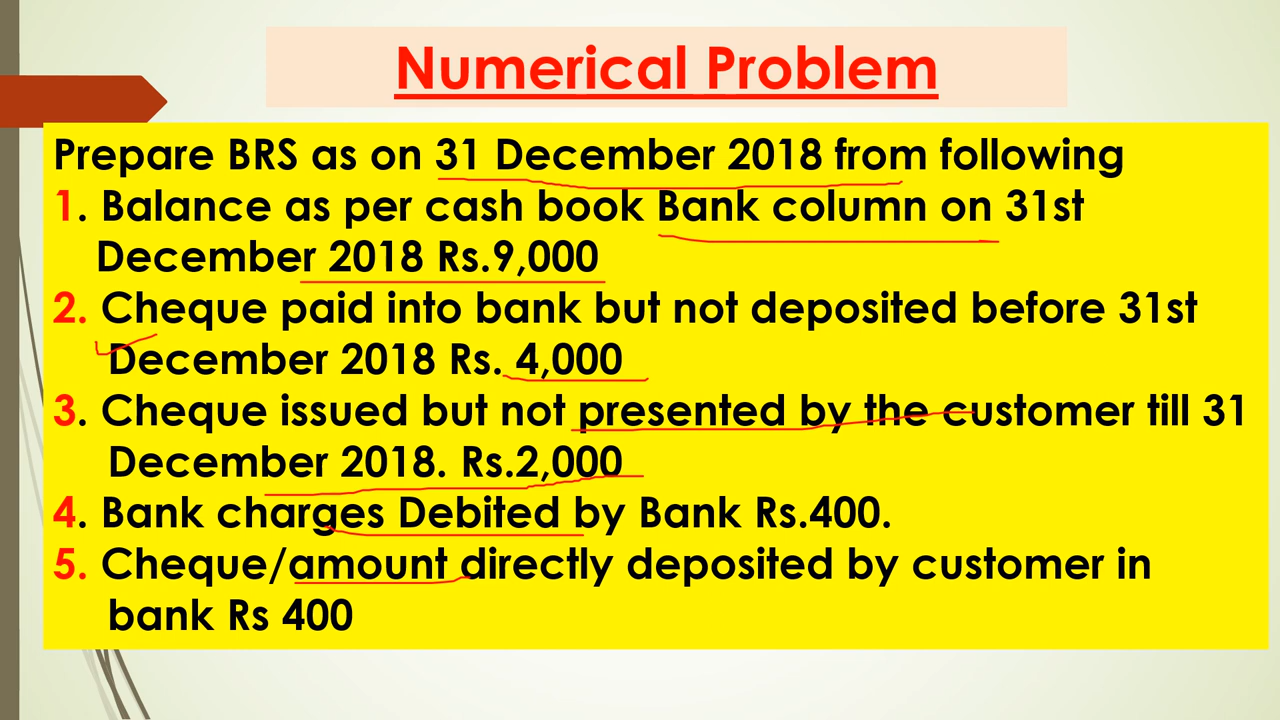 Numerical Problem
Prepare BRS as on 31 December 2018 from following
1. Balance as per cash book Bank column on 31st
December 2018 Rs.9,000
2. Cheque paid into bank but not deposited before 31st
December 2018 Rs. 4,000
3. Cheque issued but not presented by the customer till 31
December 2018. Rs.2,000
4. Bank charges Debited by Bank Rs.400.
5. Cheque/amount directly deposited by customer in
bank Rs 400